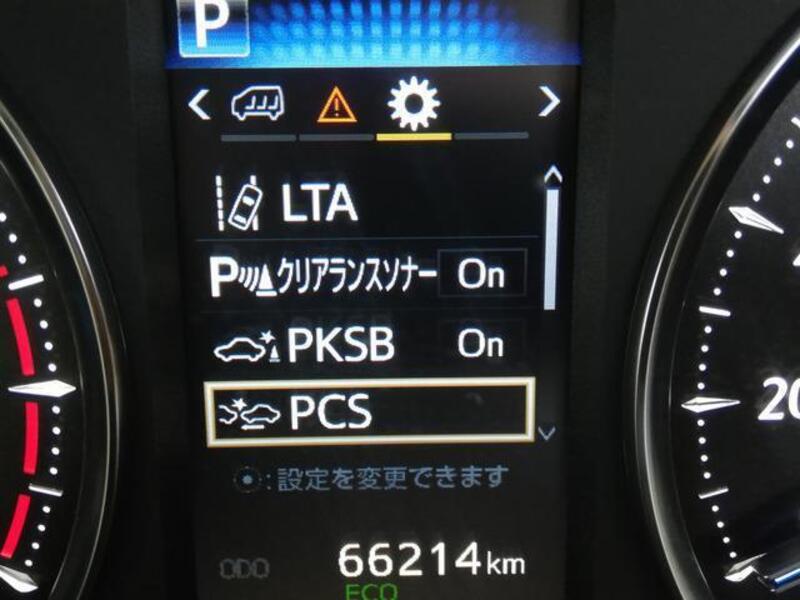 P
LTA
P クリアランスソナー On
PKSB On
PCS
:設定を変更できます
ODO 66214km
ECO
20